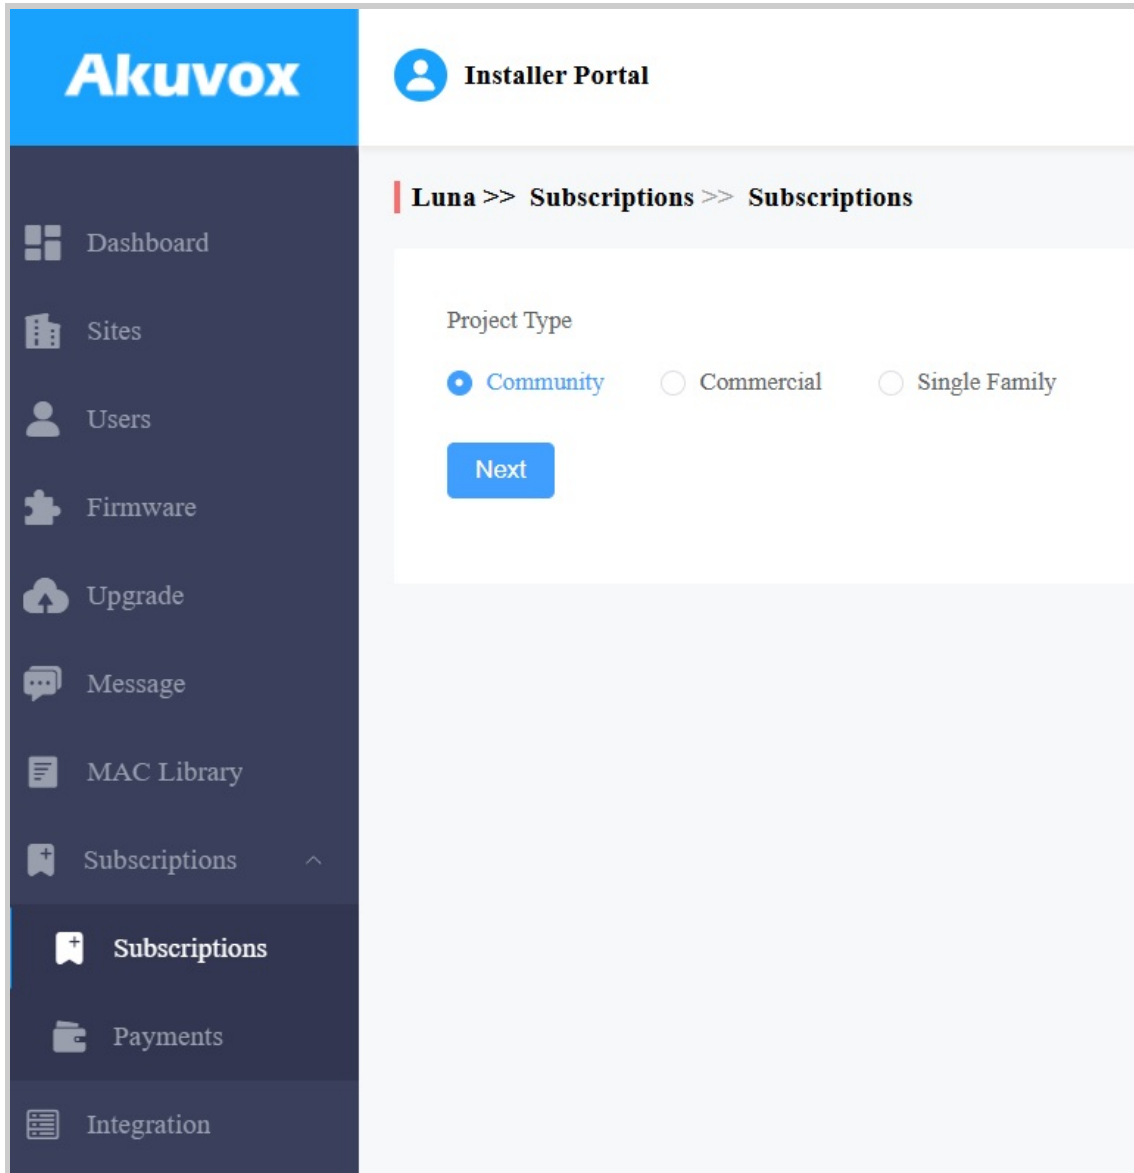 Akuvox
Installer Portal
Luna >> Subscriptions >> Subscriptions
Dashboard
Sites
Users
Firmware
Upgrade
Message
MAC Library
Subscriptions
Subscriptions
Payments
Integration
Project Type
Community Commercial Single Family
Next